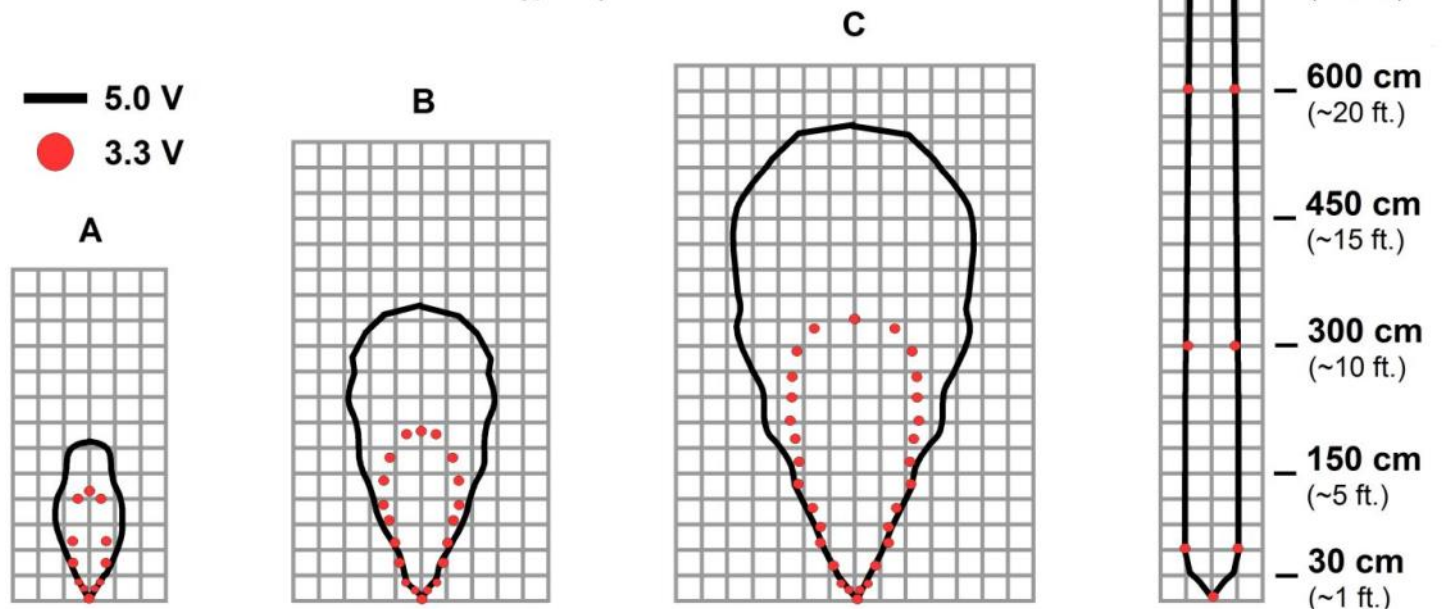 C
5.0 V
B
3.3 V
A
600 cm
(~20 ft.)
450 cm
(~15 ft.)
300 cm
(~10 ft.)
150 cm
(~5 ft.)
30 cm
(~1 ft.)